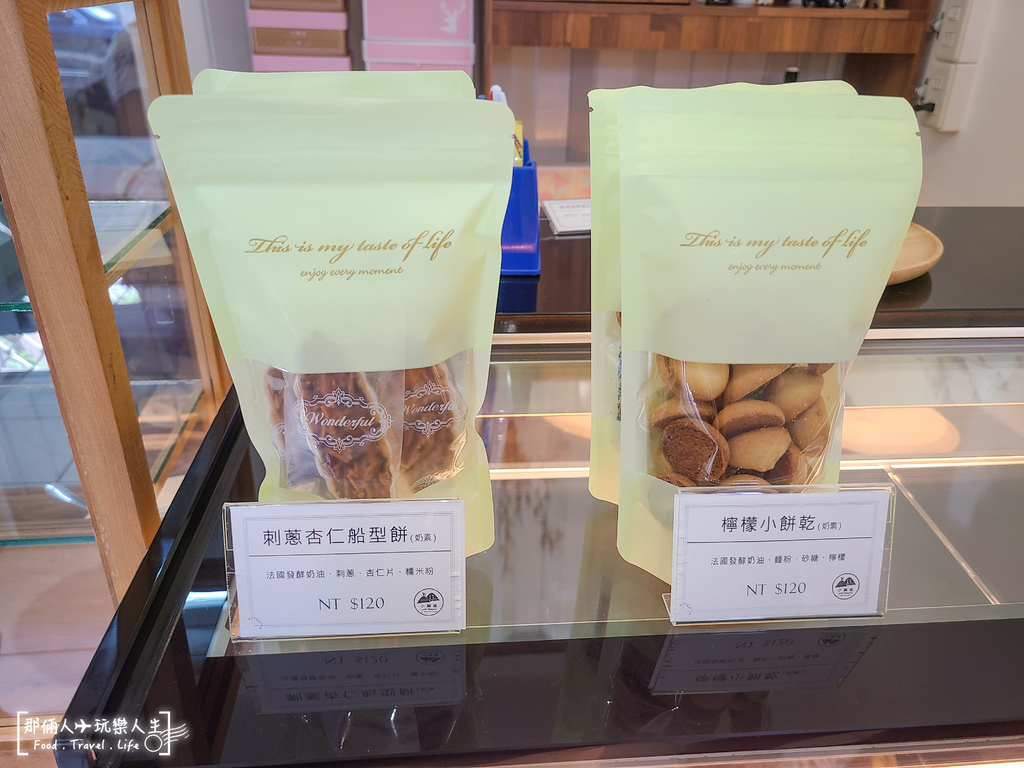 This is my taste of life
enjoy every moment
This is my taste of life
enjoy every moment
Wonderful
Wonderful
刺蔥杏仁船型餅(奶素)
法國發酵奶油、刺蔥、杏仁片、糯米粉
NT $120
檸檬小餅乾(奶素)
法國發酵奶油、麵粉、砂糖、檸檬
NT $120
那倆人玩樂人生
Food . Travel . Life